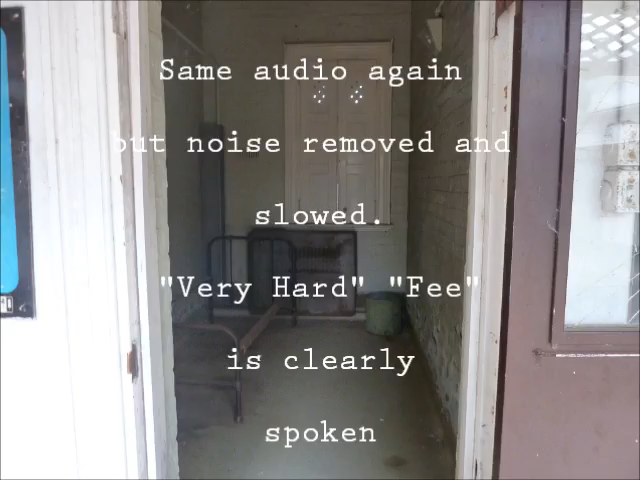 Same audio again
but noise removed and
slowed.
"Very Hard" "Fee"
is clearly
spoken